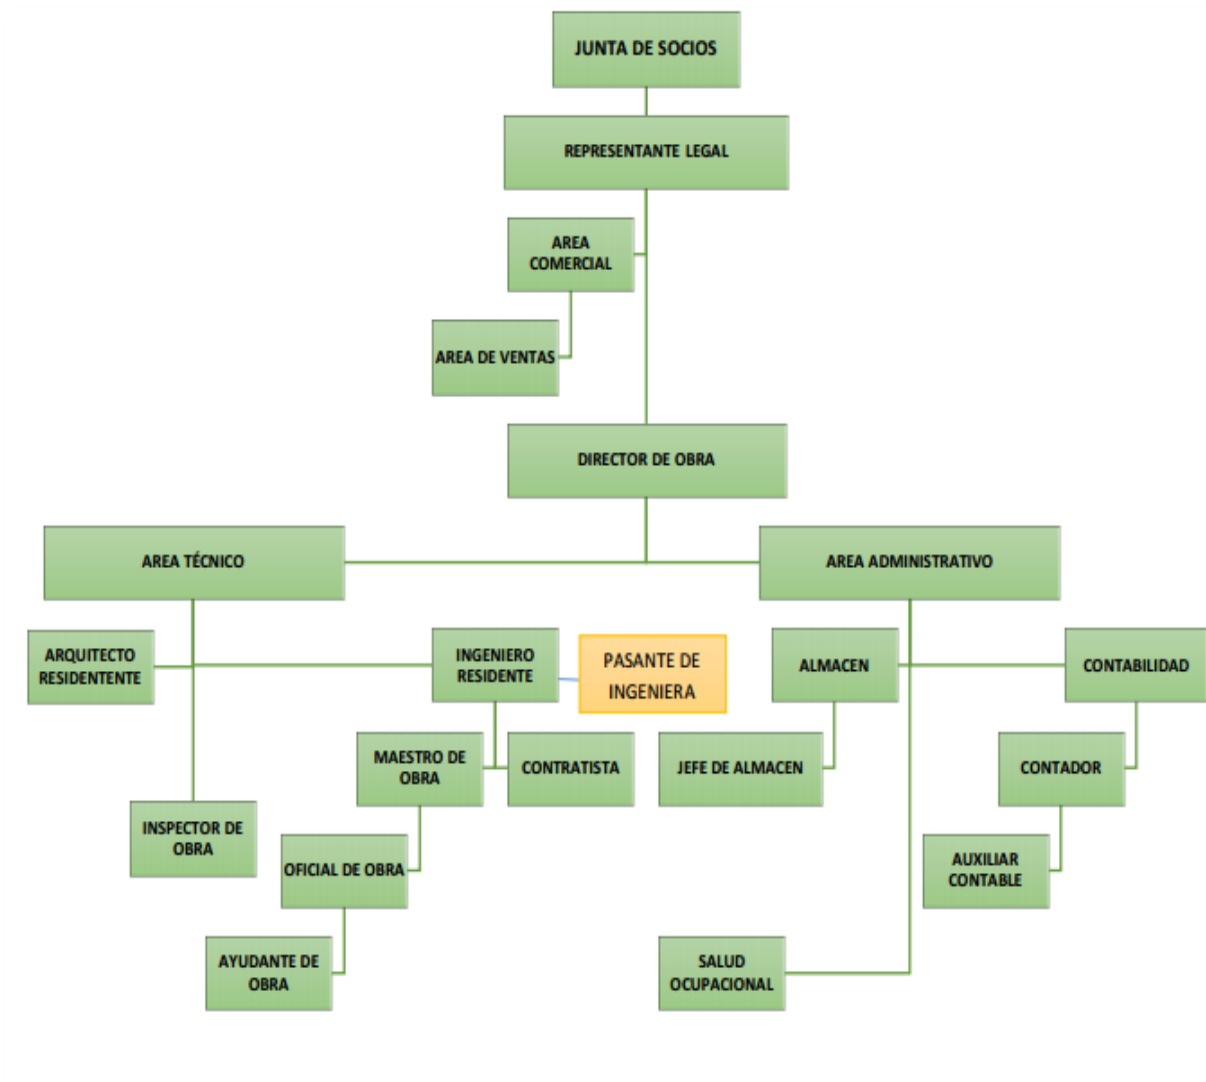 JUNTA DE SOCIOS
REPRESENTANTE LEGAL
AREA
COMERCIAL
AREA DE VENTAS
DIRECTOR DE OBRA
AREA TÉCNICO
AREA ADMINISTRATIVO
ARQUITECTO
RESIDENTENTE
INGENIERO
RESIDENTE
PASANTE DE
INGENIERA
ALMACEN
CONTABILIDAD
MAESTRO DE
OBRA
CONTRATISTA
JEFE DE ALMACEN
CONTADOR
INSPECTOR DE
OBRA
OFICIAL DE OBRA
AUXILIAR
CONTABLE
AYUDANTE DE
OBRA
SALUD
OCUPACIONAL